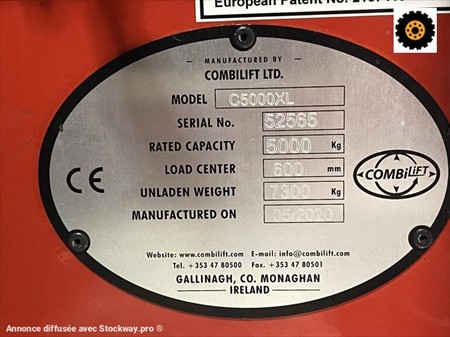 European Patent No.
MANUFACTURED BY
COMBILIFT LTD.
MODEL C5000XL
SERIAL No. 52565
RATED CAPACITY 5000 Kg
LOAD CENTER 600 mm
UNLADEN WEIGHT 7300 Kg
MANUFACTURED ON 05/2020
CE
COMBiLiFT
Website: www.combilift.com E-mail: info@combilift.com
Tel. +353 47 80500 Fax. +353 47 80501
GALLINAGH, CO. MONAGHAN
IRELAND
Annonce diffusée avec Stockway.pro ®